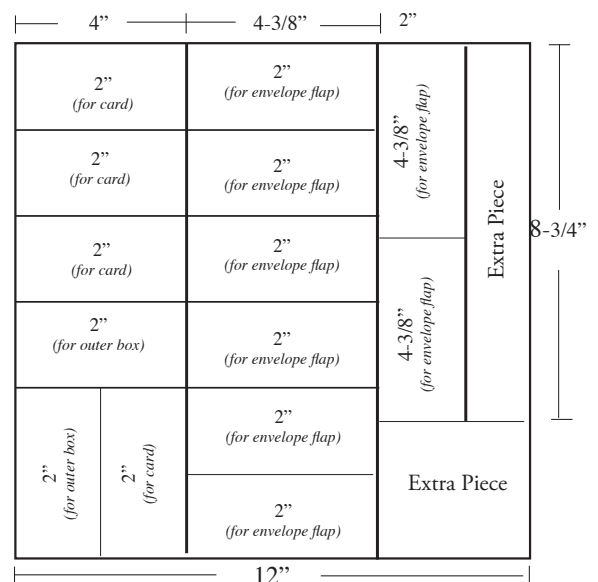 4”
4-3/8”
2”
2”
(for card)
2”
(for card)
2”
(for card)
2”
(for outer box)
2”
(for outer box)
2”
(for card)
2”
(for envelope flap)
2”
(for envelope flap)
2”
(for envelope flap)
2”
(for envelope flap)
2”
(for envelope flap)
2”
(for envelope flap)
4-3/8”
(for envelope flap)
4-3/8”
(for envelope flap)
Extra Piece
8-3/4”
Extra Piece
12”